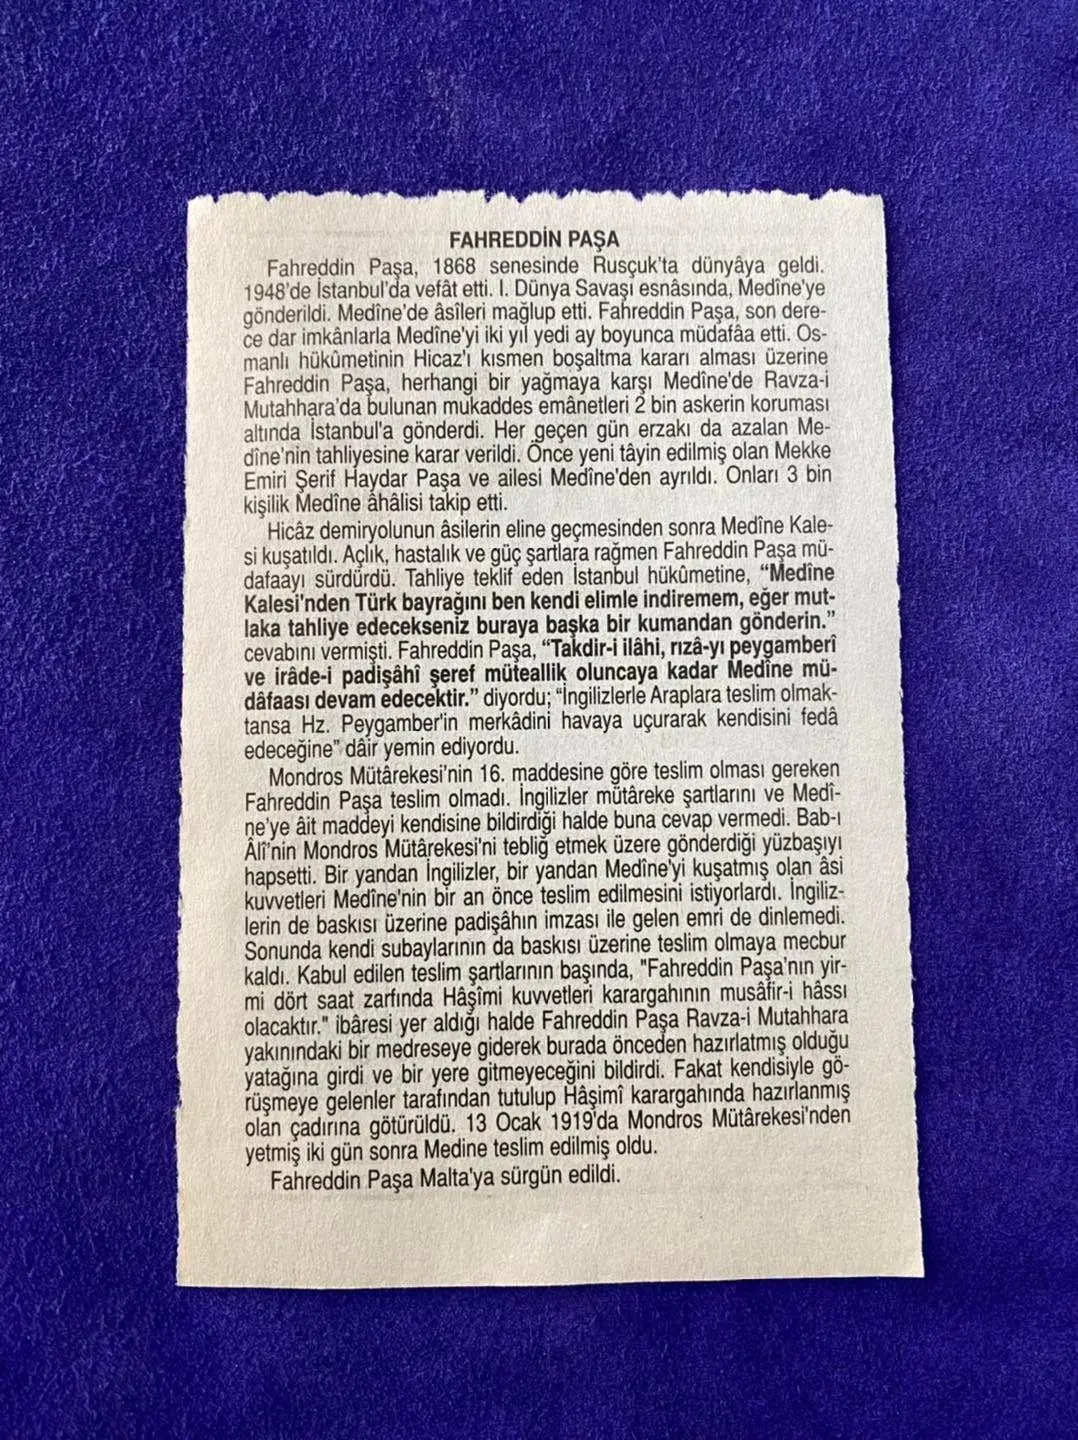 FAHREDDİN PAŞA
Fahreddin Paşa, 1868 senesinde Rusçuk'ta dünyâya geldi.
1948'de İstanbul'da vefât etti. I. Dünya Savaşı esnâsında, Medîne'ye
gönderildi. Medîne'de âsîleri mağlup etti. Fahreddin Paşa, son dere-
ce dar imkânlarla Medîne'yi iki yıl yedi ay boyunca müdafâa etti. Os-
manlı hükûmetinin Hicaz'ı kısmen boşaltma kararı alması üzerine
Fahreddin Paşa, herhangi bir yağmaya karşı Medîne'de Ravza-i
Mutahhara'da bulunan mukaddes emânetleri 2 bin askerin koruması
altında İstanbul'a gönderdi. Her geçen gün erzakı da azalan Me-
dîne'nin tahliyesine karar verildi. Önce yeni tâyin edilmiş olan Mekke
Emiri Şerif Haydar Paşa ve ailesi Medîne'den ayrıldı. Onları 3 bin
kişilik Medîne âhâlisi takip etti.
Hicâz demiryolunun âsilerin eline geçmesinden sonra Medîne Kale-
si kuşatıldı. Açlık, hastalık ve güç şartlara rağmen Fahreddin Paşa mü-
dafaayı sürdürdü. Tahliye teklif eden İstanbul hükûmetine, “Medîne
Kalesi'nden Türk bayrağını ben kendi elimle indiremem, eğer mut-
laka tahliye edecekseniz buraya başka bir kumandan gönderin.”
cevabını vermişti. Fahreddin Paşa, “Takdir-i ilâhi, rızâ-yı peygamberî
ve irâde-i padişâhî şeref müteallik oluncaya kadar Medîne mü-
dâfaası devam edecektir.” diyordu; “İngilizlerle Araplara teslim olmak-
tansa Hz. Peygamber'in merkâdini havaya uçurarak kendisini fedâ
edeceğine” dâir yemin ediyordu.
Mondros Mütârekesi'nin 16. maddesine göre teslim olması gereken
Fahreddin Paşa teslim olmadı. İngilizler mütâreke şartlarını ve Medî-
ne'ye âit maddeyi kendisine bildirdiği halde buna cevap vermedi. Bab-ı
Âlî'nin Mondros Mütârekesi'ni tebliğ etmek üzere gönderdiği yüzbaşıyı
hapsetti. Bir yandan İngilizler, bir yandan Medîne'yi kuşatmış olan âsi
kuvvetleri Medîne'nin bir an önce teslim edilmesini istiyorlardı. İngiliz-
lerin de baskısı üzerine padişâhın imzası ile gelen emri de dinlemedi.
Sonunda kendi subaylarının da baskısı üzerine teslim olmaya mecbur
kaldı. Kabul edilen teslim şartlarının başında, "Fahreddin Paşa'nın yir-
mi dört saat zarfında Hâşîmi kuvvetleri karargahının musâfir-i hâssı
olacaktır." ibâresi yer aldığı halde Fahreddin Paşa Ravza-i Mutahhara
yakınındaki bir medreseye giderek burada önceden hazırlatmış olduğu
yatağına girdi ve bir yere gitmeyeceğini bildirdi. Fakat kendisiyle gö-
rüşmeye gelenler tarafından tutulup Hâşimî karargahında hazırlanmış
olan çadırına götürüldü. 13 Ocak 1919'da Mondros Mütârekesi'nden
yetmiş iki gün sonra Medine teslim edilmiş oldu.
Fahreddin Paşa Malta'ya sürgün edildi.